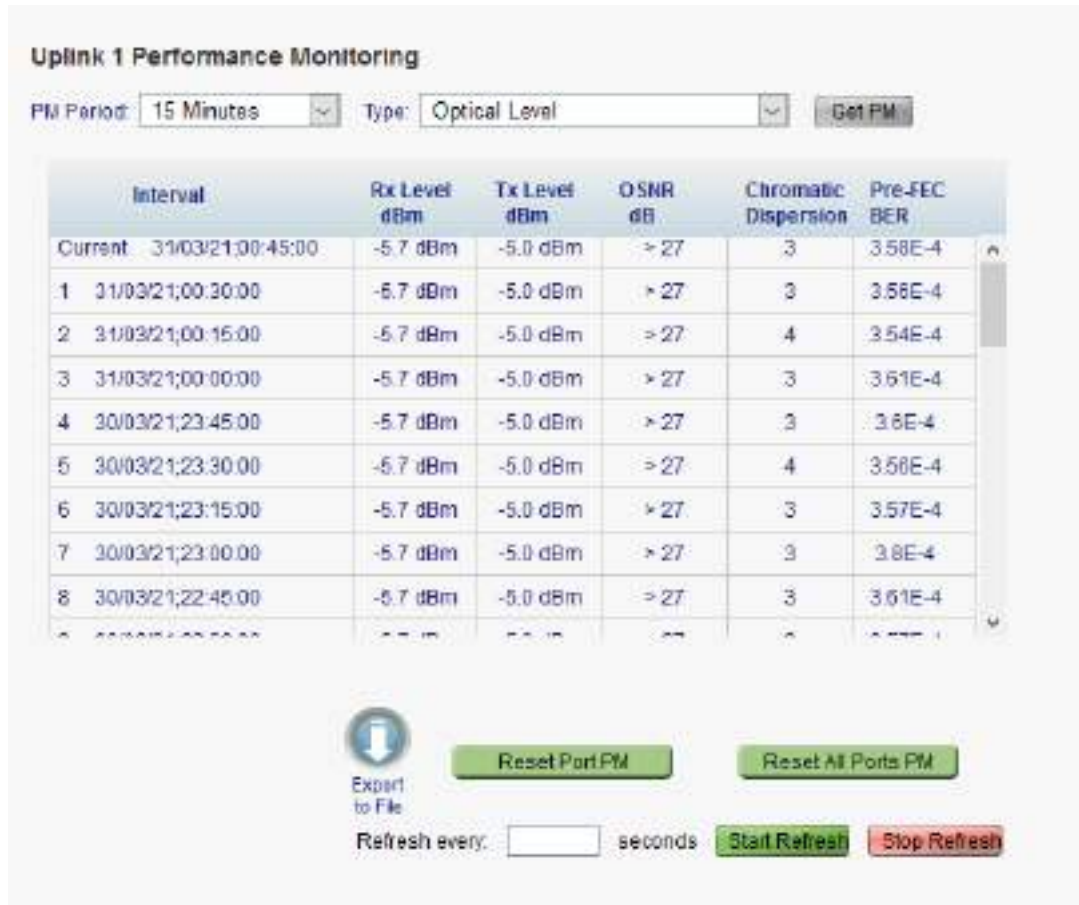 Uplink 1 Performance Monitoring
PM Period: 15 Minutes Type: Optical Level Get PM
Interval Rx Level dBm Tx Level dBm OSNR dB Chromatic Dispersion Pre-FEC BER
Current 31/03/21;00:45:00 -5.7 dBm -5.0 dBm > 27 3 3.58E-4
1 31/03/21;00:30:00 -5.7 dBm -5.0 dBm > 27 3 3.56E-4
2 31/03/21;00:15:00 -5.7 dBm -5.0 dBm > 27 4 3.54E-4
3 31/03/21;00:00:00 -5.7 dBm -5.0 dBm > 27 3 3.61E-4
4 30/03/21;23:45:00 -5.7 dBm -5.0 dBm > 27 3 3.6E-4
5 30/03/21;23:30:00 -5.7 dBm -5.0 dBm > 27 4 3.56E-4
6 30/03/21;23:15:00 -5.7 dBm -5.0 dBm > 27 3 3.57E-4
7 30/03/21;23:00:00 -5.7 dBm -5.0 dBm > 27 3 3.8E-4
8 30/03/21;22:45:00 -5.7 dBm -5.0 dBm > 27 3 3.61E-4
Export to File
Reset Port PM Reset All Ports PM
Refresh every: seconds Start Refresh Stop Refresh